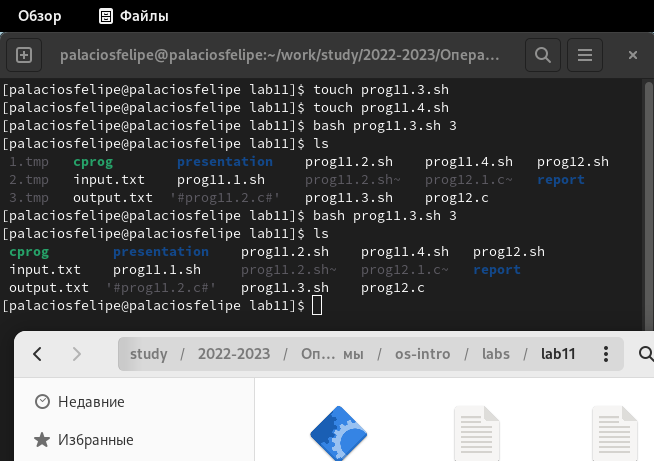 Обзор Файлы
palaciosfelipe@palaciosfelipe:~/work/study/2022-2023/Опера…
[palaciosfelipe@palaciosfelipe lab11]$ touch prog11.3.sh
[palaciosfelipe@palaciosfelipe lab11]$ touch prog11.4.sh
[palaciosfelipe@palaciosfelipe lab11]$ bash prog11.3.sh 3
[palaciosfelipe@palaciosfelipe lab11]$ ls
1.tmp cprog presentation prog11.2.sh prog11.4.sh prog12.sh
2.tmp input.txt prog11.1.sh prog11.2.sh~ prog12.1.c~ report
3.tmp output.txt '#prog11.2.c#' prog11.3.sh prog12.c
[palaciosfelipe@palaciosfelipe lab11]$ bash prog11.3.sh 3
[palaciosfelipe@palaciosfelipe lab11]$ ls
cprog presentation prog11.2.sh prog11.4.sh prog12.sh
input.txt prog11.1.sh prog11.2.sh~ prog12.1.c~ report
output.txt '#prog11.2.c#' prog11.3.sh prog12.c
[palaciosfelipe@palaciosfelipe lab11]$
study / 2022-2023 / Оп… мы / os-intro / labs / lab11
Недавние
Избранные